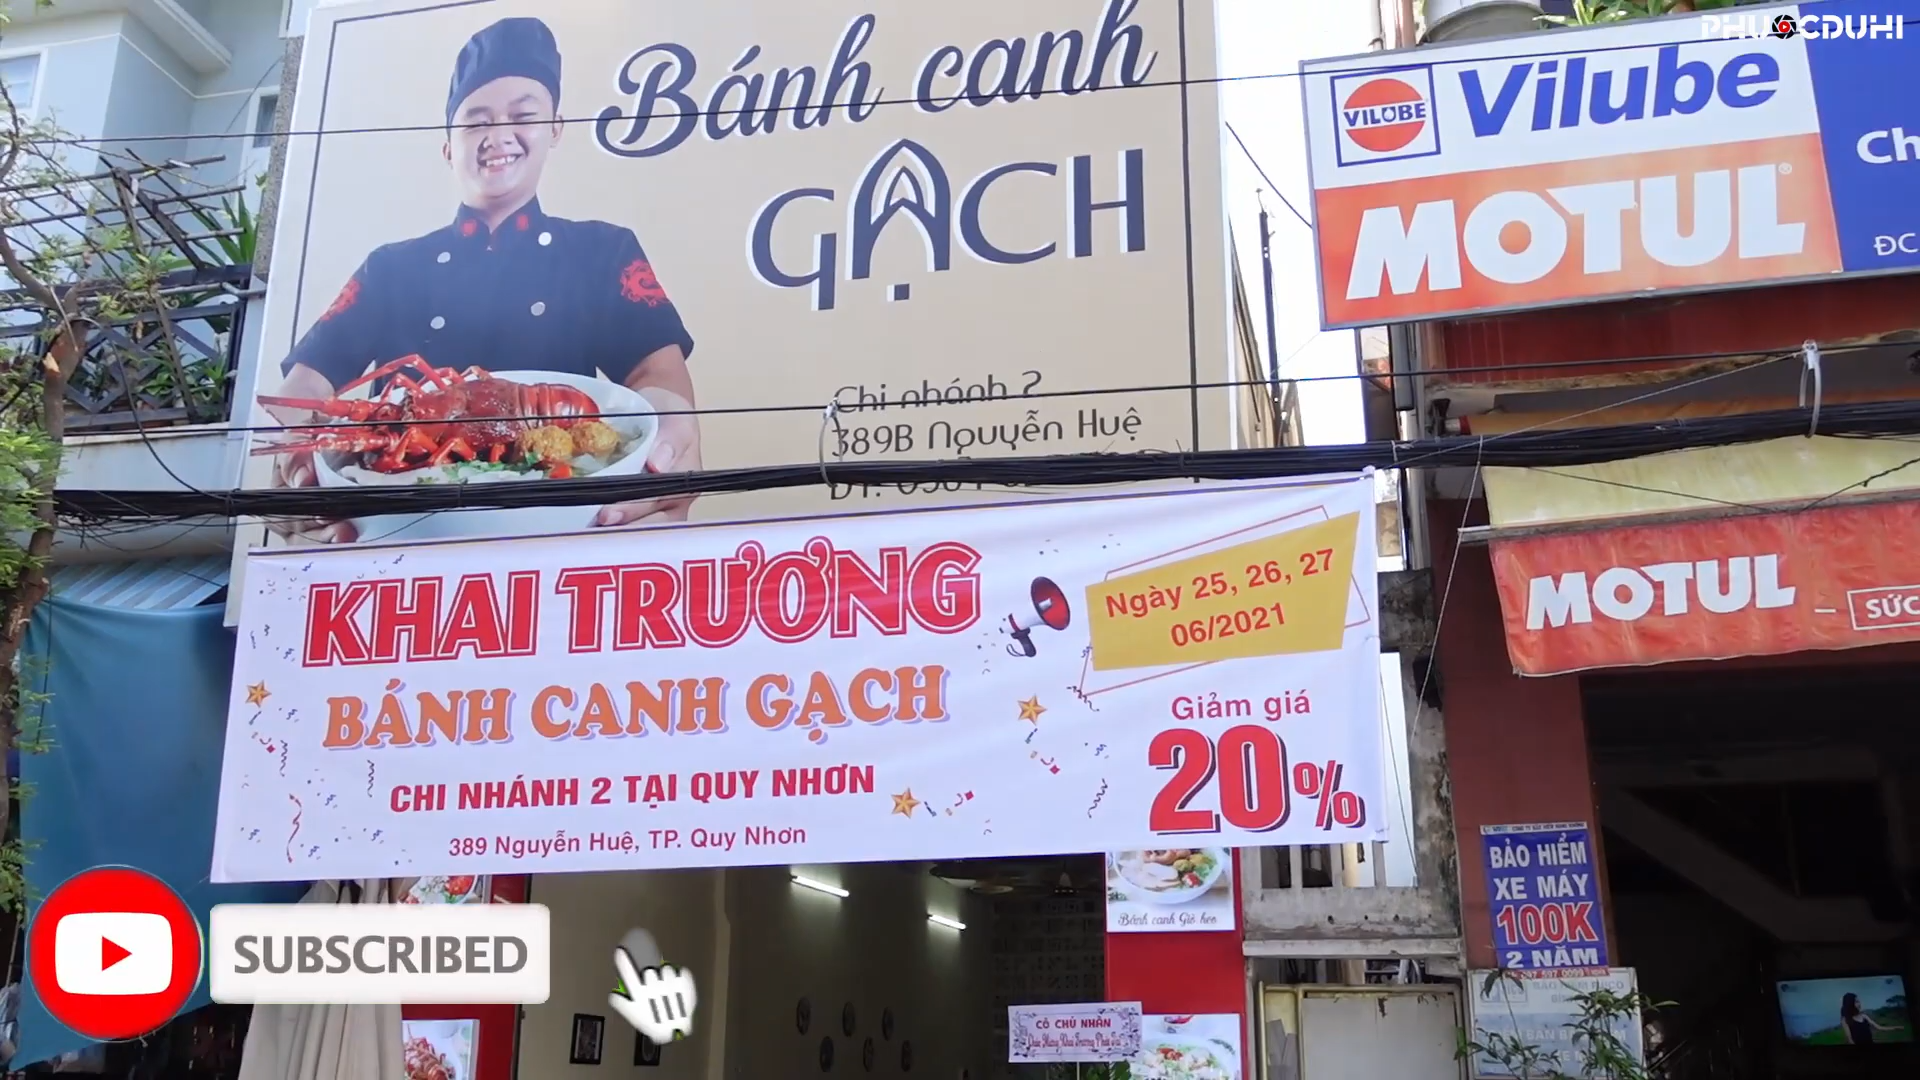 PHUOCDUHI
Bánh canh
GẠCH
Chi nhánh 2
389B Nguyễn Huệ
VILUBE
Vilube
MOTUL
Ch
ĐC
KHAI TRƯƠNG
BÁNH CANH GẠCH
CHI NHÁNH 2 TẠI QUY NHƠN
389 Nguyễn Huệ, TP. Quy Nhơn
Ngày 25, 26, 27
06/2021
Giảm giá
20%
MOTUL
SỨC
BẢO HIỂM
XE MÁY
100K
2 NĂM
Bánh canh Giò heo
CÔ CHÚ NHẪN
SUBSCRIBED